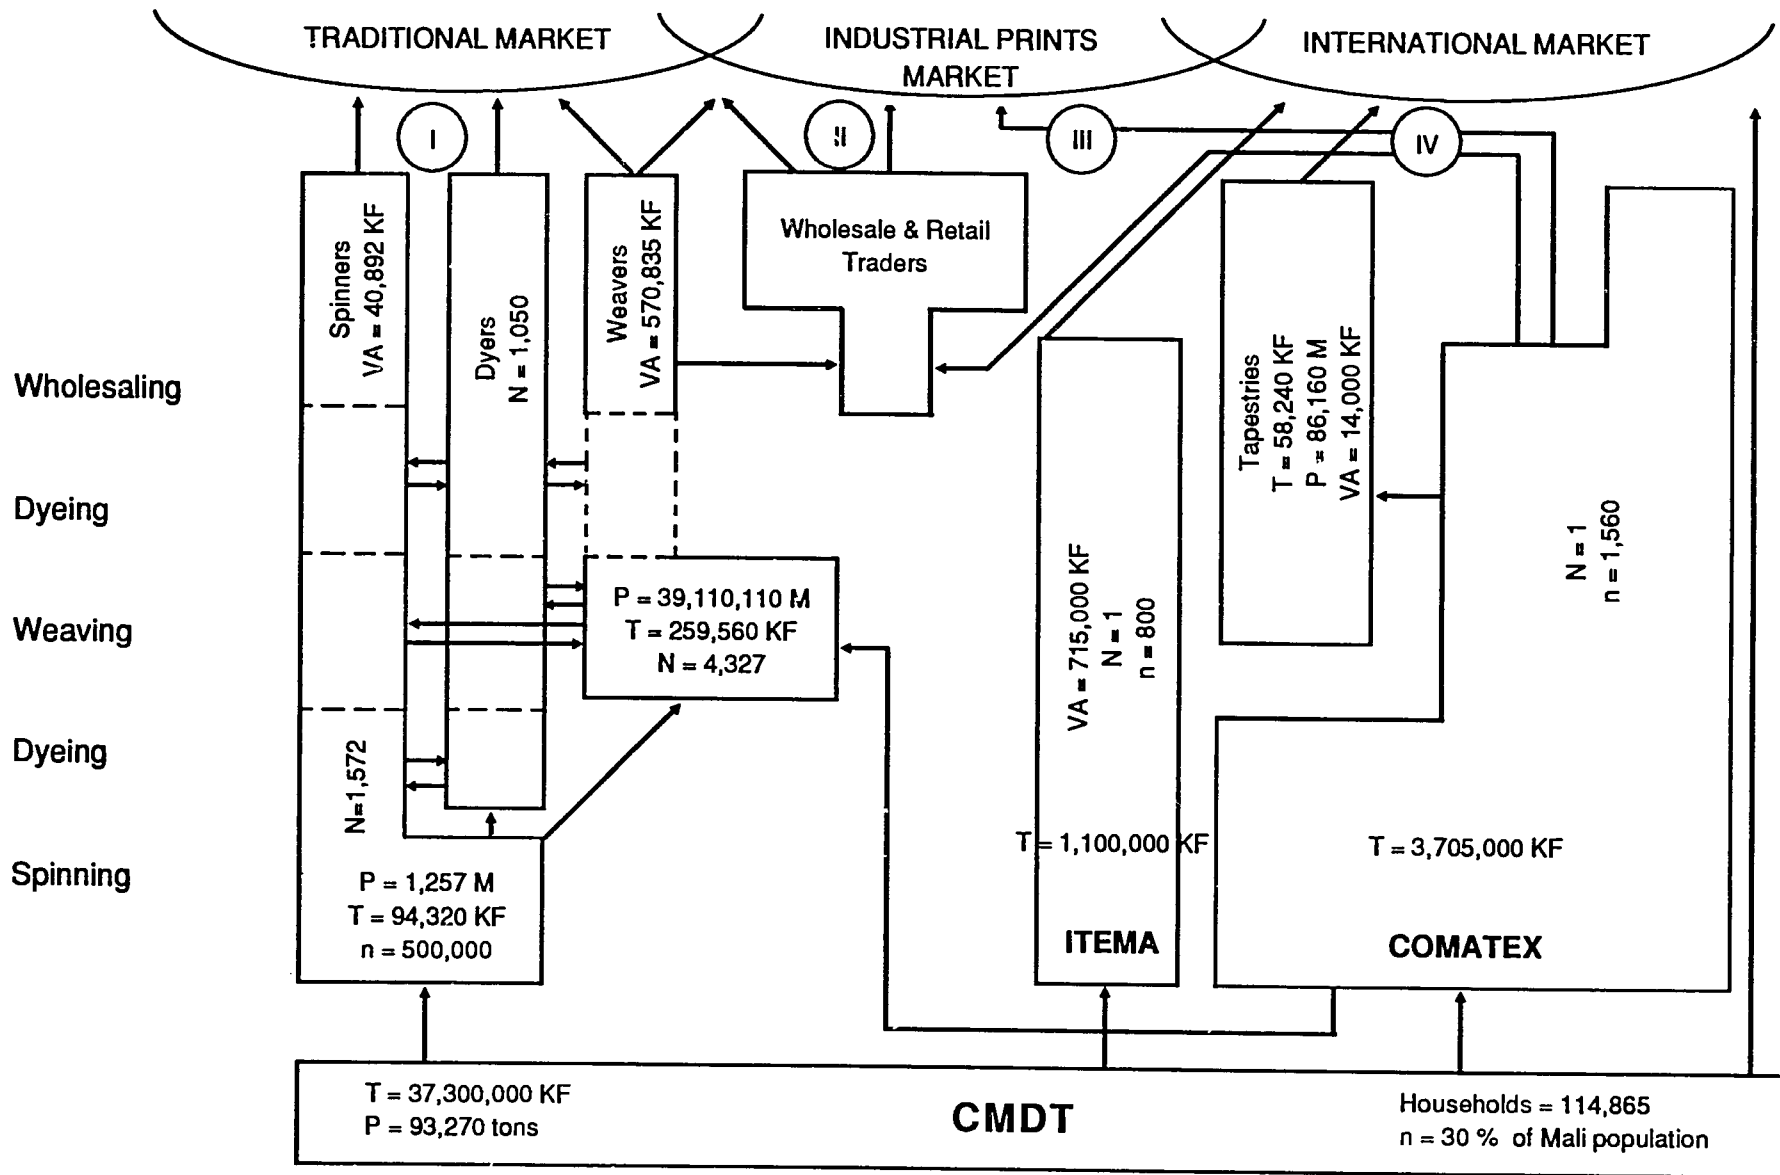 TRADITIONAL MARKET
INDUSTRIAL PRINTS
MARKET
INTERNATIONAL MARKET
I
II
III
IV
Spinners
VA = 40,892 KF
Dyers
N = 1,050
Weavers
VA = 570,835 KF
Wholesale & Retail
Traders
Tapestries
T = 58,240 KF
P = 86,160 M
VA = 14,000 KF
N = 1
n = 1,560
Wholesaling
Dyeing
Weaving
Dyeing
Spinning
P = 39,110,110 M
T = 259,560 KF
N = 4,327
VA = 715,000 KF
N = 1
n = 800
N=1,572
T = 1,100,000 KF
T = 3,705,000 KF
P = 1,257 M
T = 94,320 KF
n = 500,000
ITEMA
COMATEX
T = 37,300,000 KF
P = 93,270 tons
CMDT
Households = 114,865
n = 30 % of Mali population